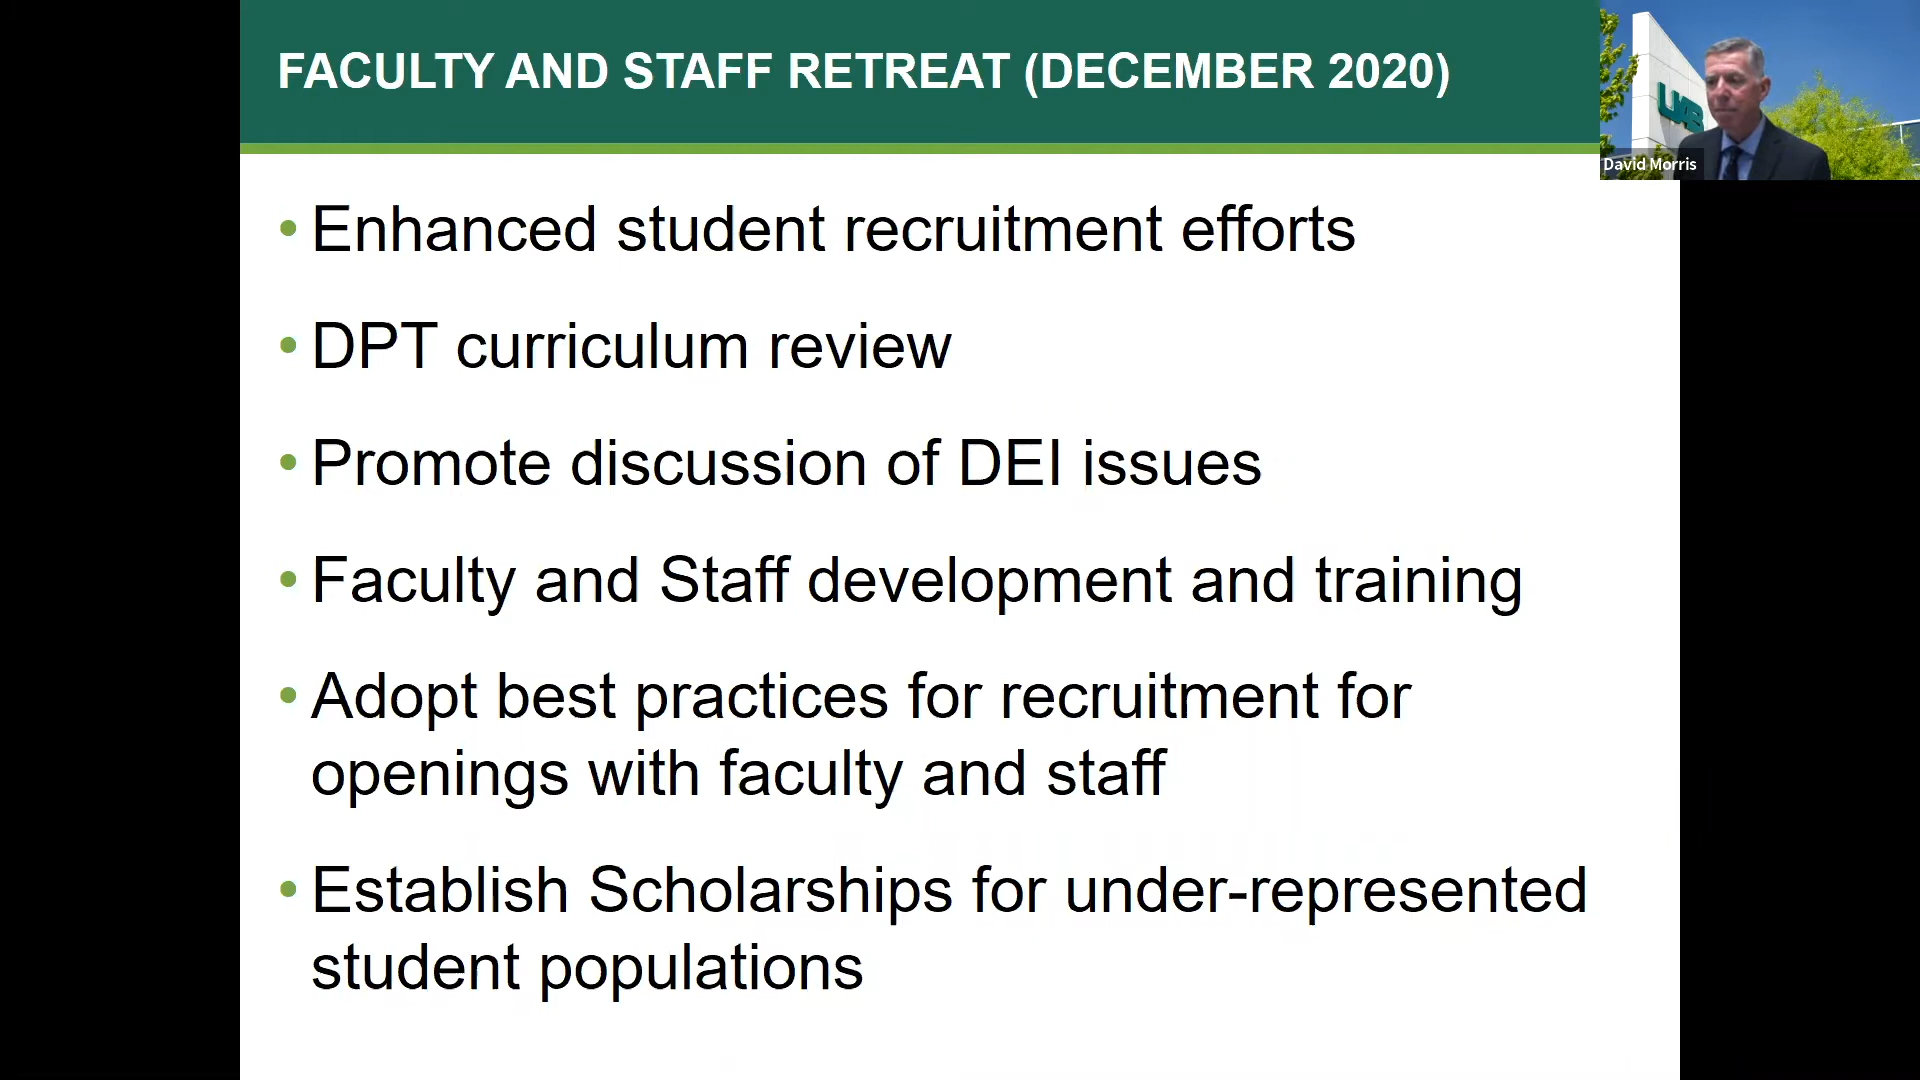 FACULTY AND STAFF RETREAT (DECEMBER 2020)
UAB
David Morris
• Enhanced student recruitment efforts
• DPT curriculum review
• Promote discussion of DEI issues
• Faculty and Staff development and training
• Adopt best practices for recruitment for
openings with faculty and staff
• Establish Scholarships for under-represented
student populations